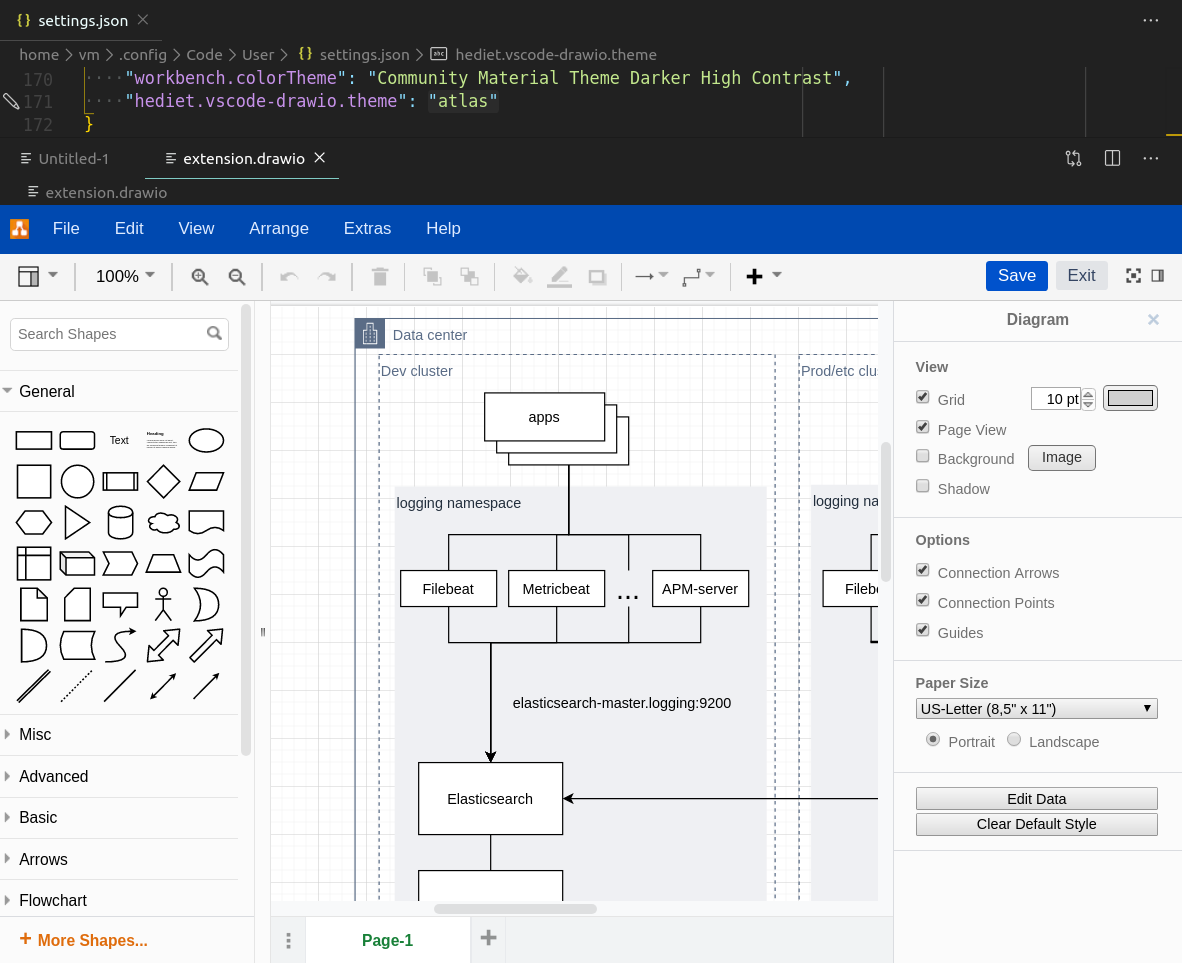 settings.json
home > vm > .config > Code > User > settings.json > hediet.vscode-drawio.theme
170 ····"workbench.colorTheme": "Community Material Theme Darker High Contrast",
171 ····"hediet.vscode-drawio.theme": "atlas"
172 }
Untitled-1 extension.drawio
extension.drawio
File Edit View Arrange Extras Help
100% Save Exit
Search Shapes
General
Text
Heading
Misc
Advanced
Basic
Arrows
Flowchart
+ More Shapes...
Data center
Dev cluster
Prod/etc clus
apps
logging namespace
logging na
Filebeat
Metricbeat
...
APM-server
Fileb
elasticsearch-master.logging:9200
Elasticsearch
Page-1
Diagram
View
Grid 10 pt
Page View
Background Image
Shadow
Options
Connection Arrows
Connection Points
Guides
Paper Size
US-Letter (8,5" x 11")
Portrait Landscape
Edit Data
Clear Default Style